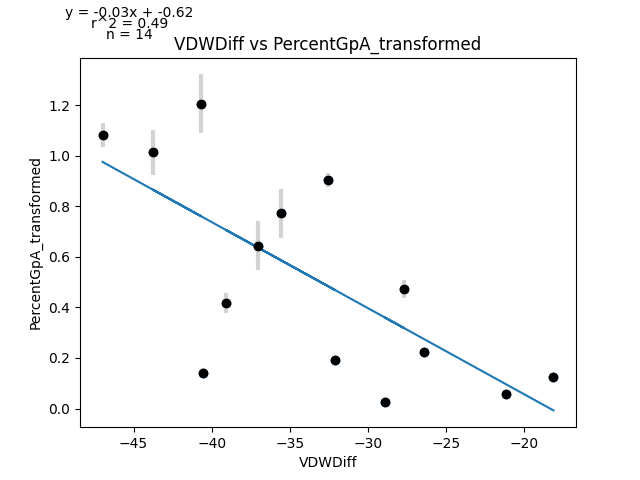 y = -0.03x + -0.62
r^2 = 0.49
n = 14
VDWDiff vs PercentGpA_transformed
1.2
1.0
0.8
0.6
0.4
0.2
0.0
PercentGpA_transformed
−45
−40
−35
−30
−25
−20
VDWDiff